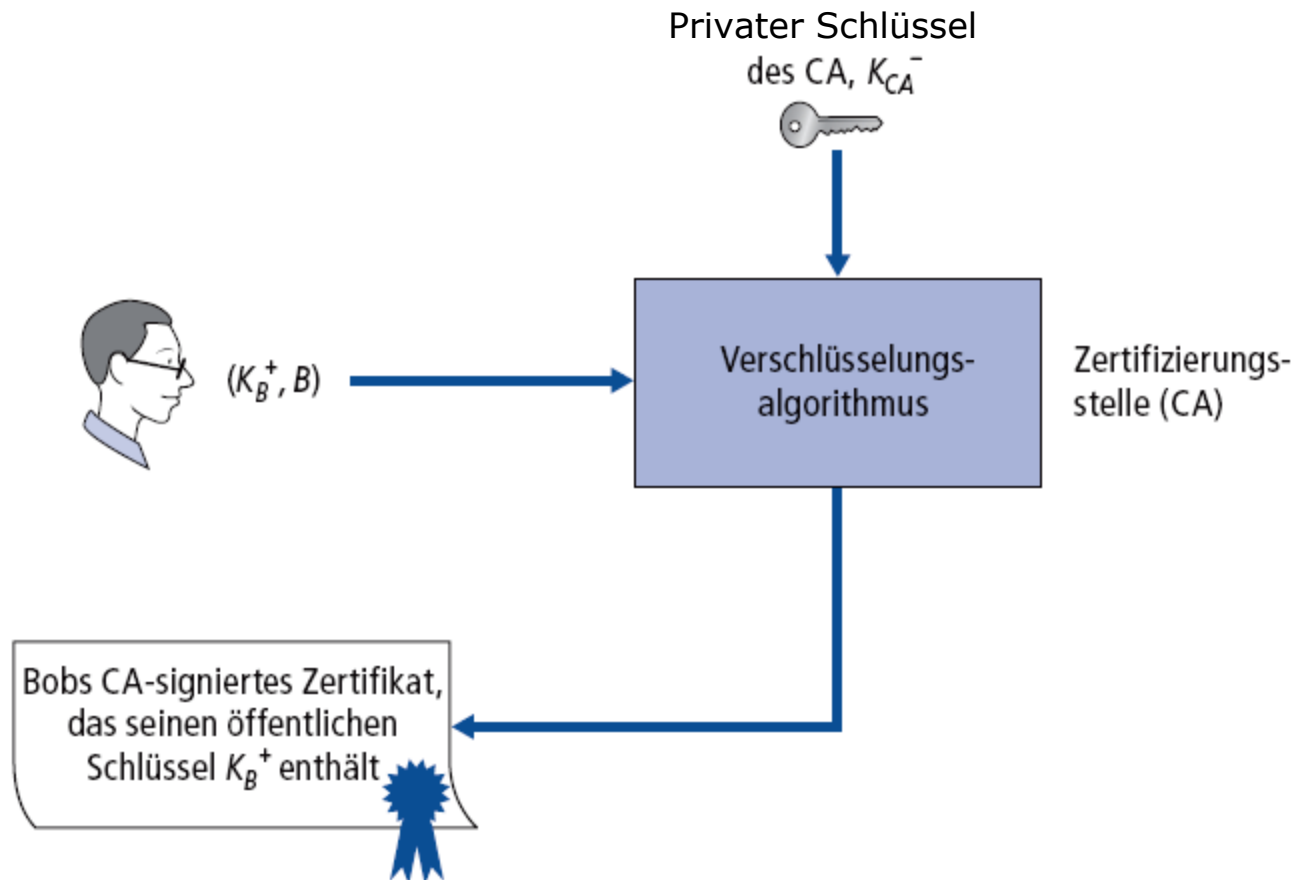 Privater Schlüssel
des CA, K_CA^–
(K_B^+, B)
Verschlüsselungs-
algorithmus
Zertifizierungs-
stelle (CA)
Bobs CA-signiertes Zertifikat,
das seinen öffentlichen
Schlüssel K_B^+ enthält